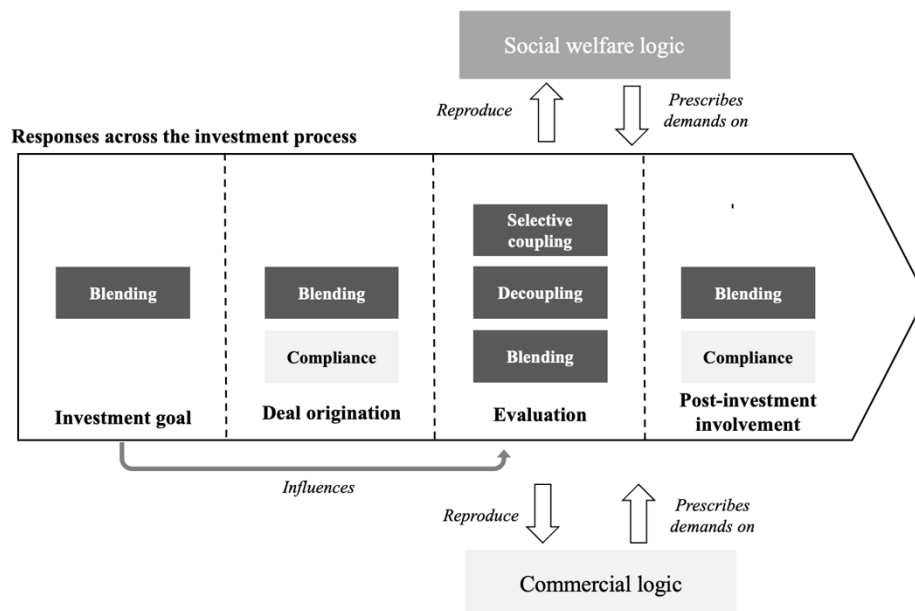 Social welfare logic
Reproduce
Prescribes
demands on
Responses across the investment process
Blending
Investment goal
Blending
Compliance
Deal origination
Selective
coupling
Decoupling
Blending
Evaluation
Blending
Compliance
Post-investment
involvement
Influences
Reproduce
Prescribes
demands on
Commercial logic